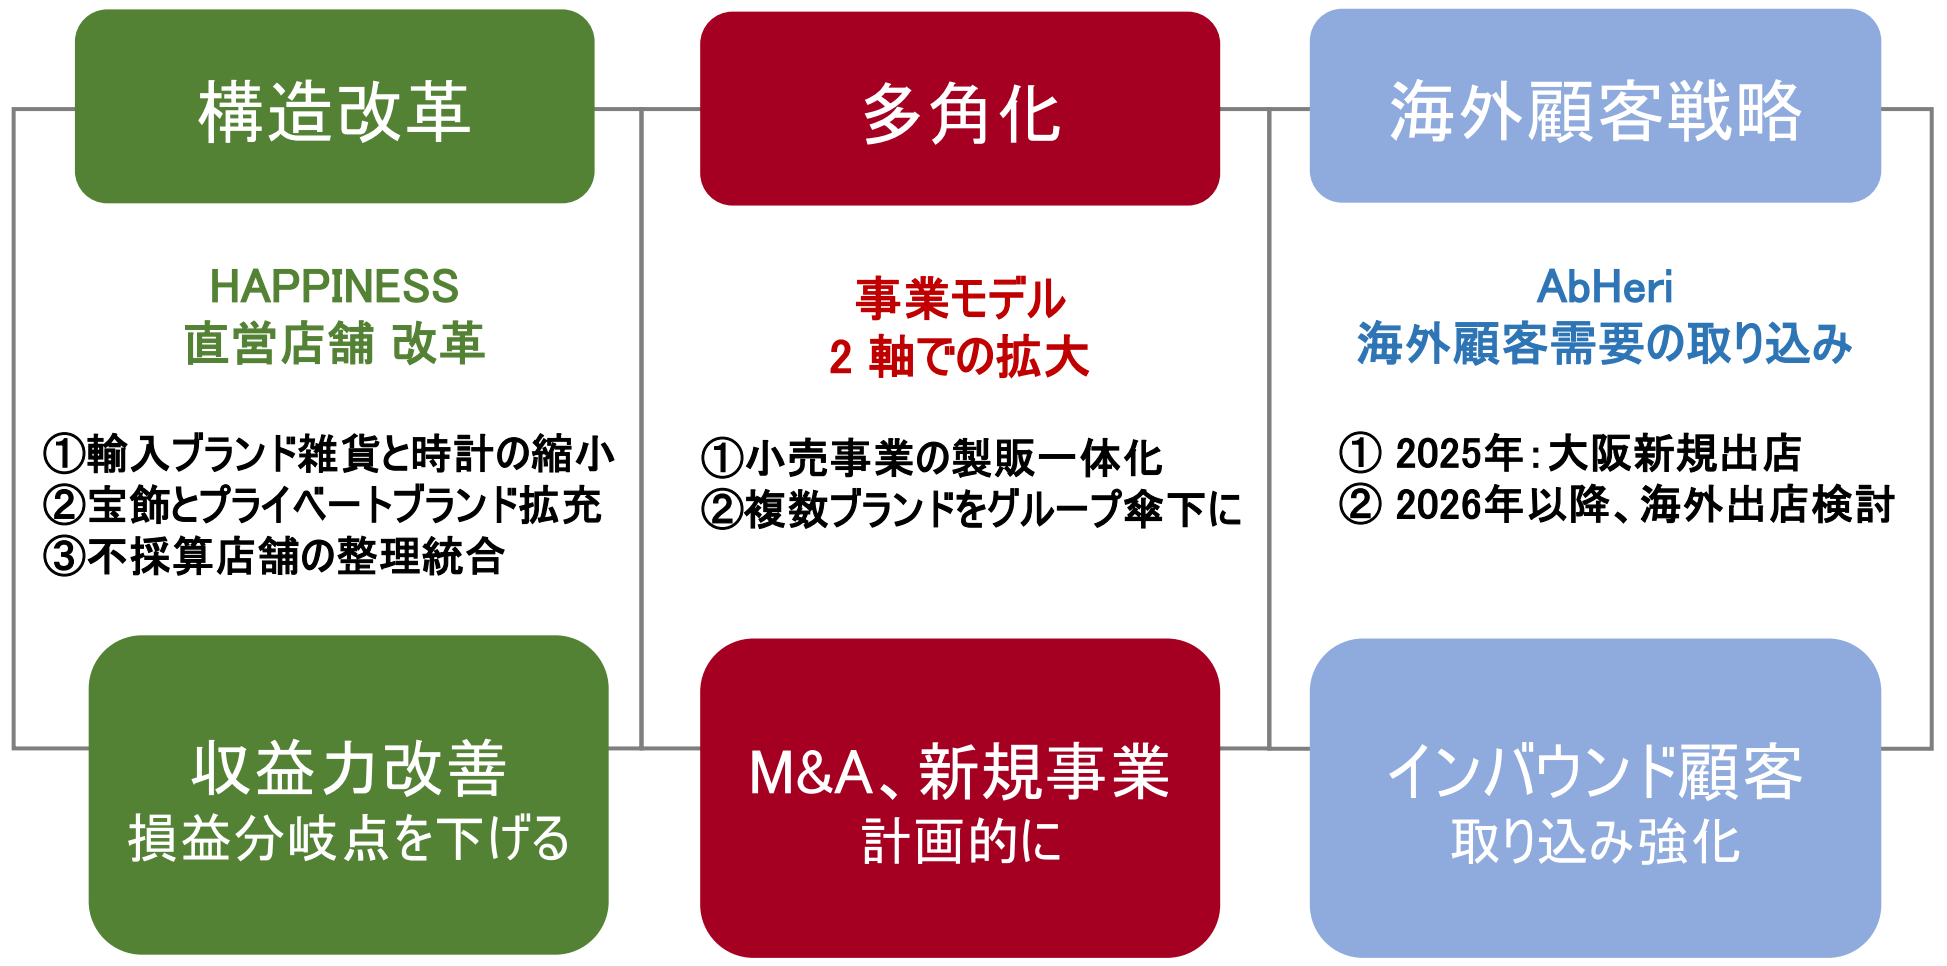 構造改革
HAPPINESS
直営店舗 改革
①輸入ブランド雑貨と時計の縮小
②宝飾とプライベートブランド拡充
③不採算店舗の整理統合
収益力改善
損益分岐点を下げる
多角化
事業モデル
2 軸での拡大
①小売事業の製販一体化
②複数ブランドをグループ傘下に
M&A、新規事業
計画的に
海外顧客戦略
AbHeri
海外顧客需要の取り込み
① 2025年：大阪新規出店
② 2026年以降、海外出店検討
インバウンド顧客
取り込み強化